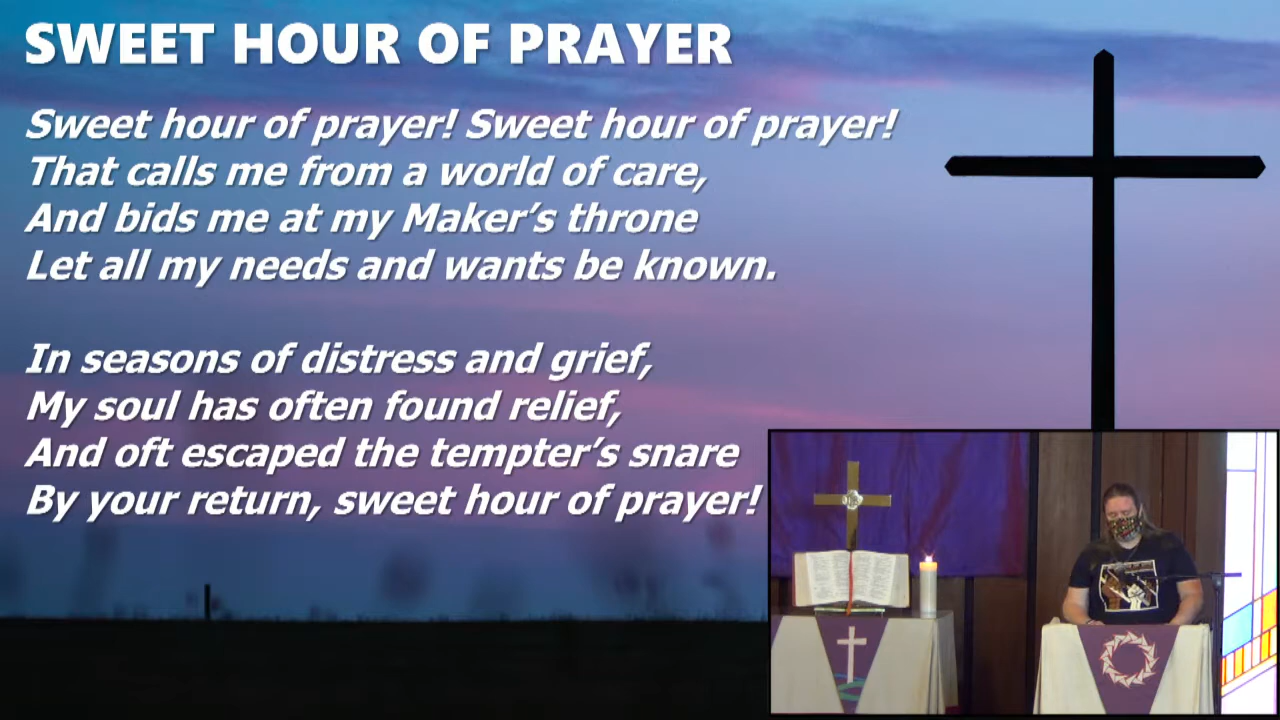 SWEET HOUR OF PRAYER
Sweet hour of prayer! Sweet hour of prayer!
That calls me from a world of care,
And bids me at my Maker’s throne
Let all my needs and wants be known.
In seasons of distress and grief,
My soul has often found relief,
And oft escaped the tempter’s snare
By your return, sweet hour of prayer!